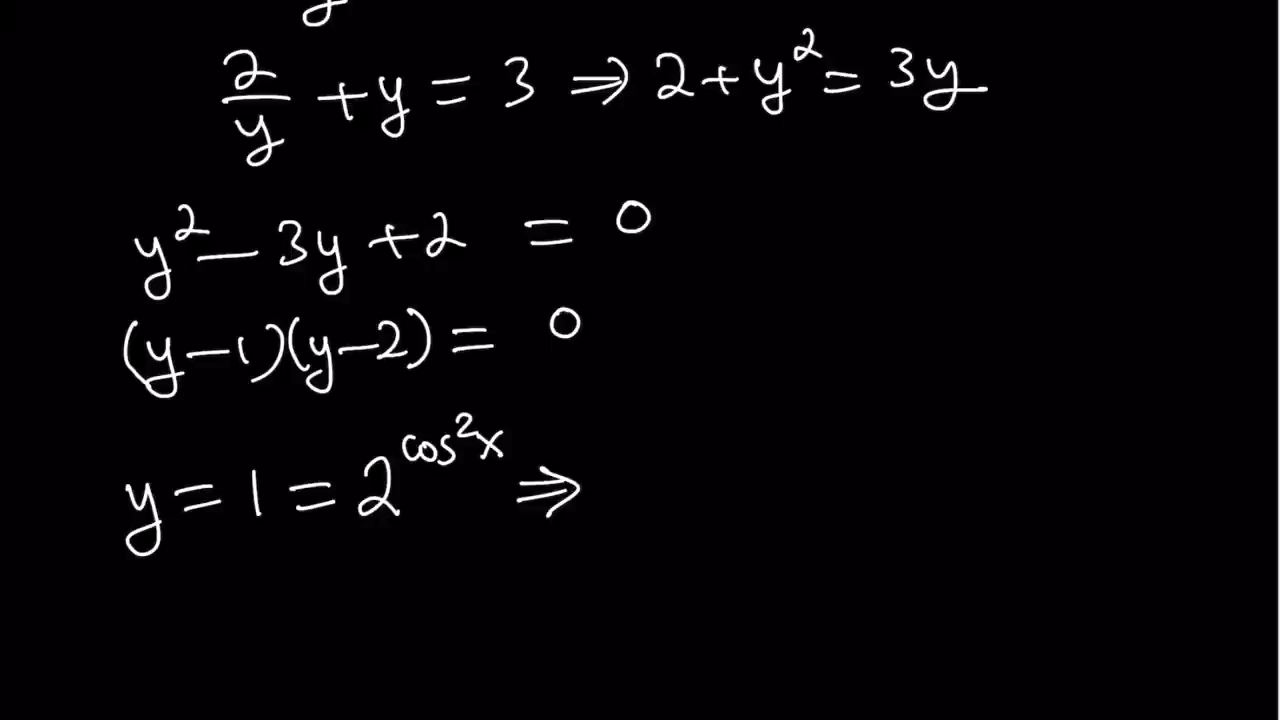 y
2/y + y = 3 ⇒ 2 + y² = 3y
y² − 3y + 2 = 0
(y − 1)(y − 2) = 0
y = 1 = 2^(cos²x) ⇒